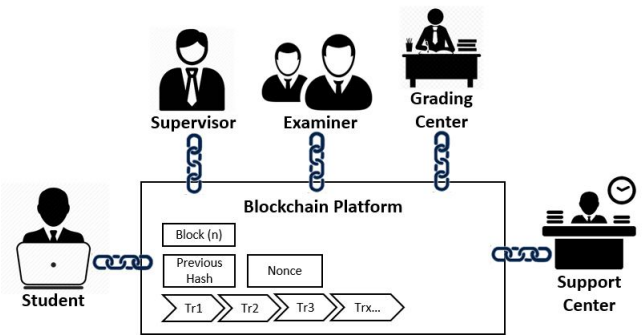 Supervisor
Examiner
Grading
Center
Blockchain Platform
Block (n)
Previous
Hash
Nonce
Tr1
Tr2
Tr3
Trx...
Student
Support
Center